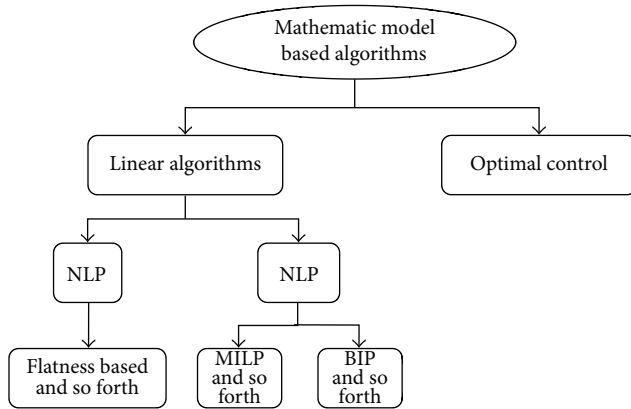 Mathematic model
based algorithms
Linear algorithms
Optimal control
NLP
NLP
Flatness based
and so forth
MILP
and so
forth
BIP
and so
forth